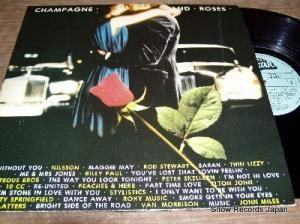 CHAMPAGNE AND ROSES
WITHOUT YOU · NILSSON · MAGGIE MAY · ROD STEWART · SARAH · THIN LIZZY ·
ME & MRS JONES · BILLY PAUL · YOU'VE LOST THAT LOVIN' FEELIN'
RIGHTEOUS BROS. · THE WAY YOU LOOK TONIGHT · PETER SKELLERN · I'M NOT IN LOVE ·
10 CC · RE-UNITED · PEACHES & HERB · PART TIME LOVE · ELTON JOHN ·
I'M STONE IN LOVE WITH YOU · STYLISTICS · I ONLY WANT TO BE WITH YOU ·
DUSTY SPRINGFIELD · DANCE AWAY · ROXY MUSIC · SMOKE GETS IN YOUR EYES ·
PLATTERS · BRIGHT SIDE OF THE ROAD · VAN MORRISON · MUSIC · JOHN MILES